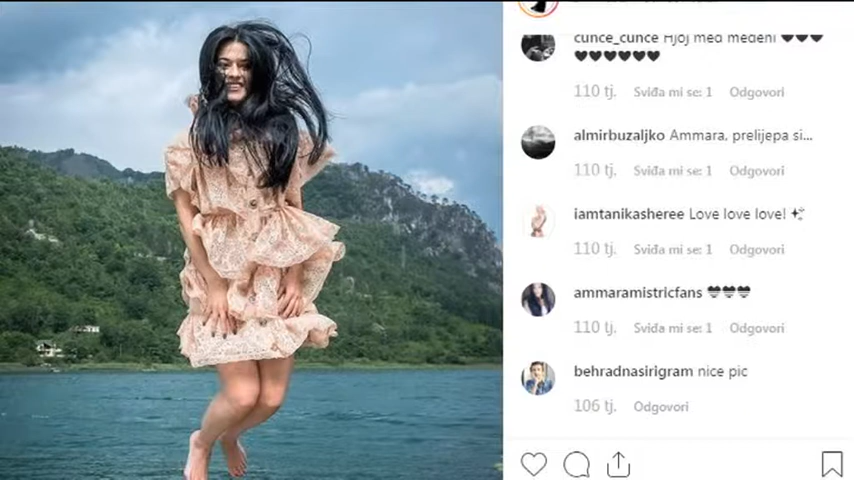 cunce_cunce Hjoj med medeni 🖤🖤🖤
🖤🖤🖤🖤🖤🖤
110 tj. Sviđa mi se: 1 Odgovori
almirbuzaljko Ammara, prelijepa si...
110 tj. Sviđa mi se: 1 Odgovori
iamtanikasheree Love love love! ✨
110 tj. Sviđa mi se: 1 Odgovori
ammaramistricfans 🖤🖤🖤
110 tj. Sviđa mi se: 1 Odgovori
behradnasirigram nice pic
106 tj. Odgovori